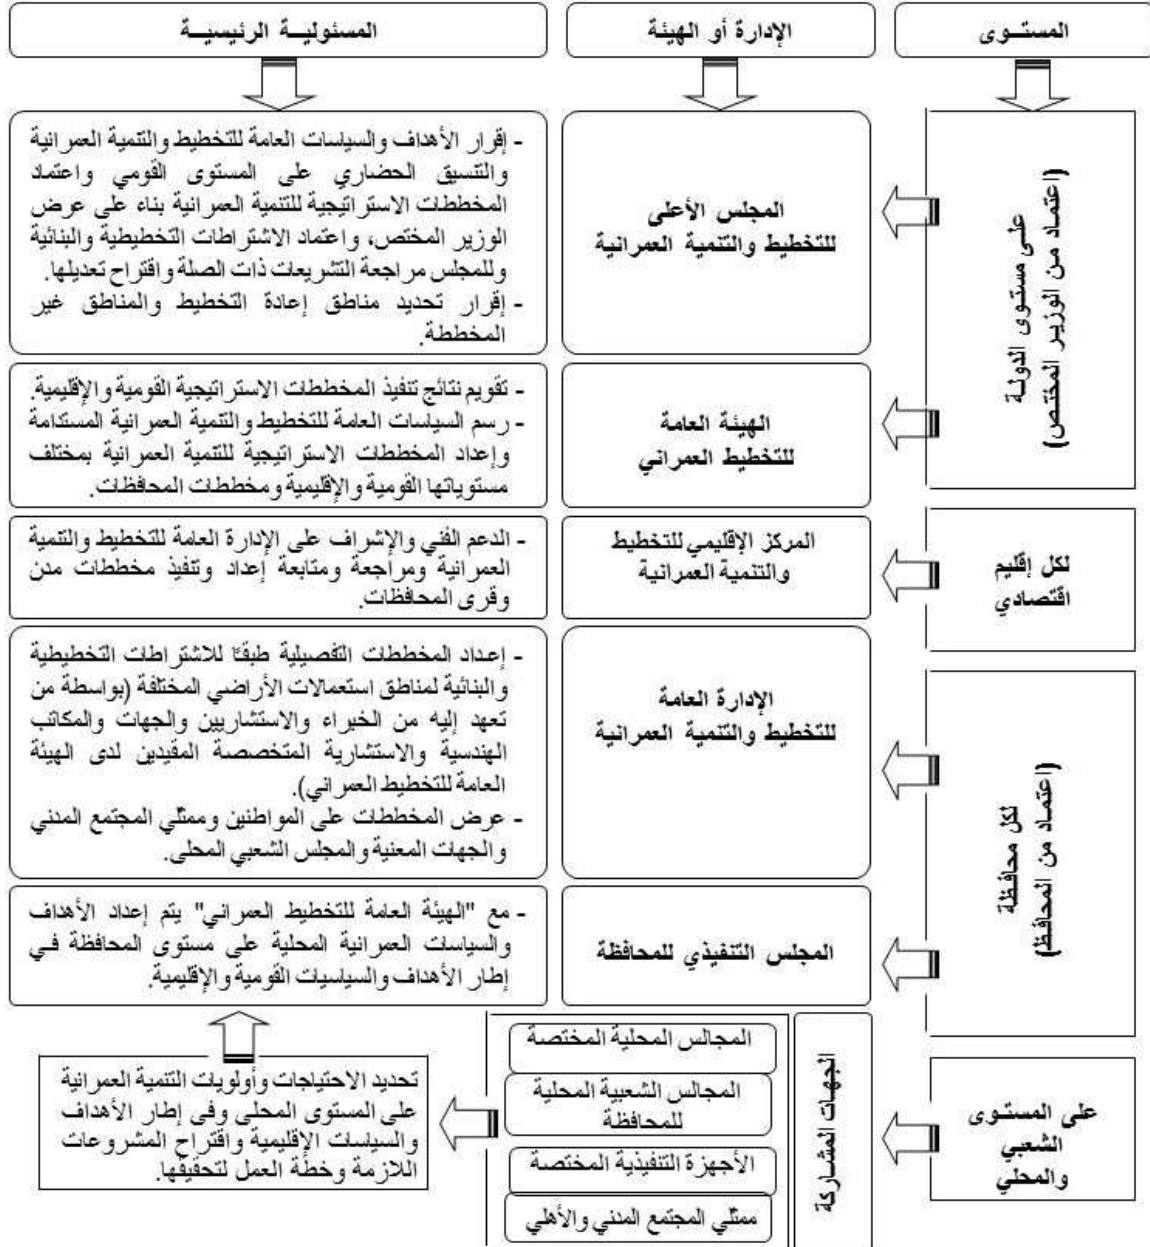 المستوى
الإدارة أو الهيئة
المسئولية الرئيسية
على مستوى الدولة
(اعتماد من الوزير المختص)
المجلس الأعلى
للتخطيط والتنمية العمرانية
- إقرار الأهداف والسياسات العامة للتخطيط والتنمية العمرانية
والتنسيق الحضاري على المستوى القومي واعتماد
المخططات الاستراتيجية للتنمية العمرانية بناء على عرض
الوزير المختص، واعتماد الاشتراطات التخطيطية والبنائية
وللمجلس مراجعة التشريعات ذات الصلة واقتراح تعديلها.
- إقرار تحديد مناطق إعادة التخطيط والمناطق غير
المخططة.
الهيئة العامة
للتخطيط العمراني
- تقويم نتائج تنفيذ المخططات الاستراتيجية القومية والإقليمية.
- رسم السياسات العامة للتخطيط والتنمية العمرانية المستدامة
وإعداد المخططات الاستراتيجية للتنمية العمرانية بمختلف
مستوياتها القومية والإقليمية ومخططات المحافظات.
لكل إقليم
اقتصادي
المركز الإقليمي للتخطيط
والتنمية العمرانية
- الدعم الفني والإشراف على الإدارة العامة للتخطيط والتنمية
العمرانية ومراجعة ومتابعة إعداد وتنفيذ مخططات مدن
وقرى المحافظات.
لكل محافظة
(اعتماد من المحافظ)
الإدارة العامة
للتخطيط والتنمية العمرانية
- إعداد المخططات التفصيلية طبقًا للاشتراطات التخطيطية
والبنائية لمناطق استعمالات الأراضي المختلفة (بواسطة من
تعهد إليه من الخبراء والاستشاريين والجهات والمكاتب
الهندسية والاستشارية المتخصصة المقيدين لدى الهيئة
العامة للتخطيط العمراني).
- عرض المخططات على المواطنين وممثلي المجتمع المدني
والجهات المعنية والمجلس الشعبي المحلى.
المجلس التنفيذي للمحافظة
- مع "الهيئة العامة للتخطيط العمراني" يتم إعداد الأهداف
والسياسات العمرانية المحلية على مستوى المحافظة في
إطار الأهداف والسياسيات القومية والإقليمية.
على المستوى
الشعبي
والمحلي
الجهات المشاركة
المجالس المحلية المختصة
المجالس الشعبية المحلية
للمحافظة
الأجهزة التنفيذية المختصة
ممثلي المجتمع المدني والأهلي
تحديد الاحتياجات وأولويات التنمية العمرانية
على المستوى المحلى وفى إطار الأهداف
والسياسات الإقليمية واقتراح المشروعات
اللازمة وخطة العمل لتحقيقها.